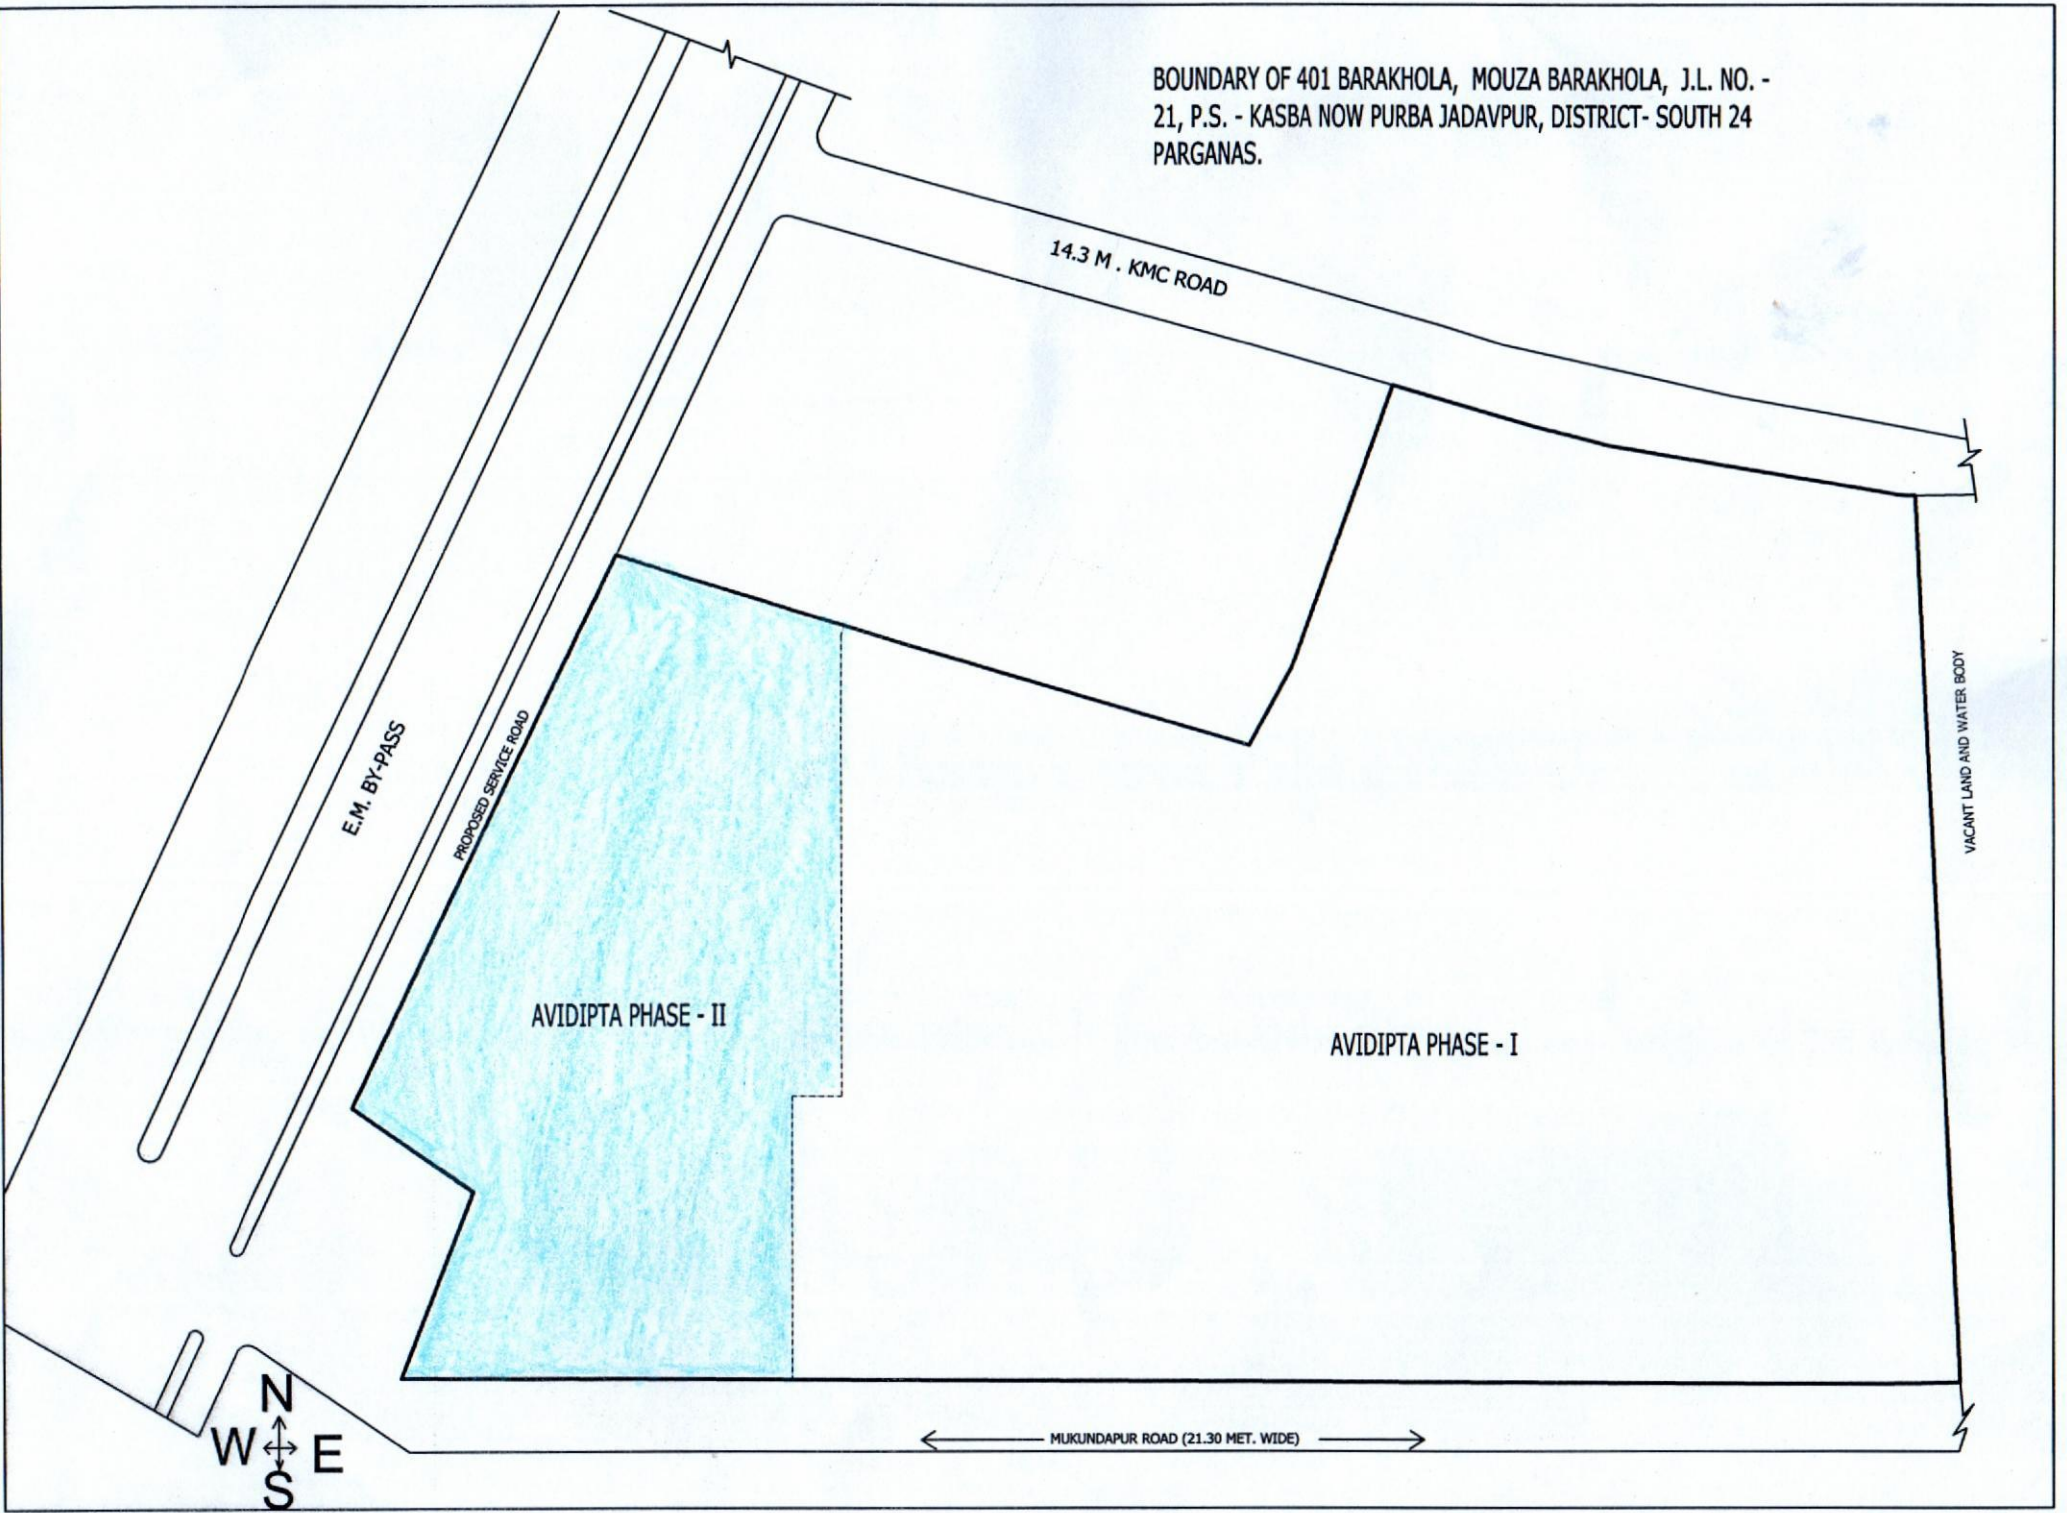 BOUNDARY OF 401 BARAKHOLA, MOUZA BARAKHOLA, J.L. NO. -
21, P.S. - KASBA NOW PURBA JADAVPUR, DISTRICT- SOUTH 24
PARGANAS.
14.3 M . KMC ROAD
E.M. BY-PASS
PROPOSED SERVICE ROAD
VACANT LAND AND WATER BODY
AVIDIPTA PHASE - II
AVIDIPTA PHASE - I
MUKUNDAPUR ROAD (21.30 MET. WIDE)
N
W E
S